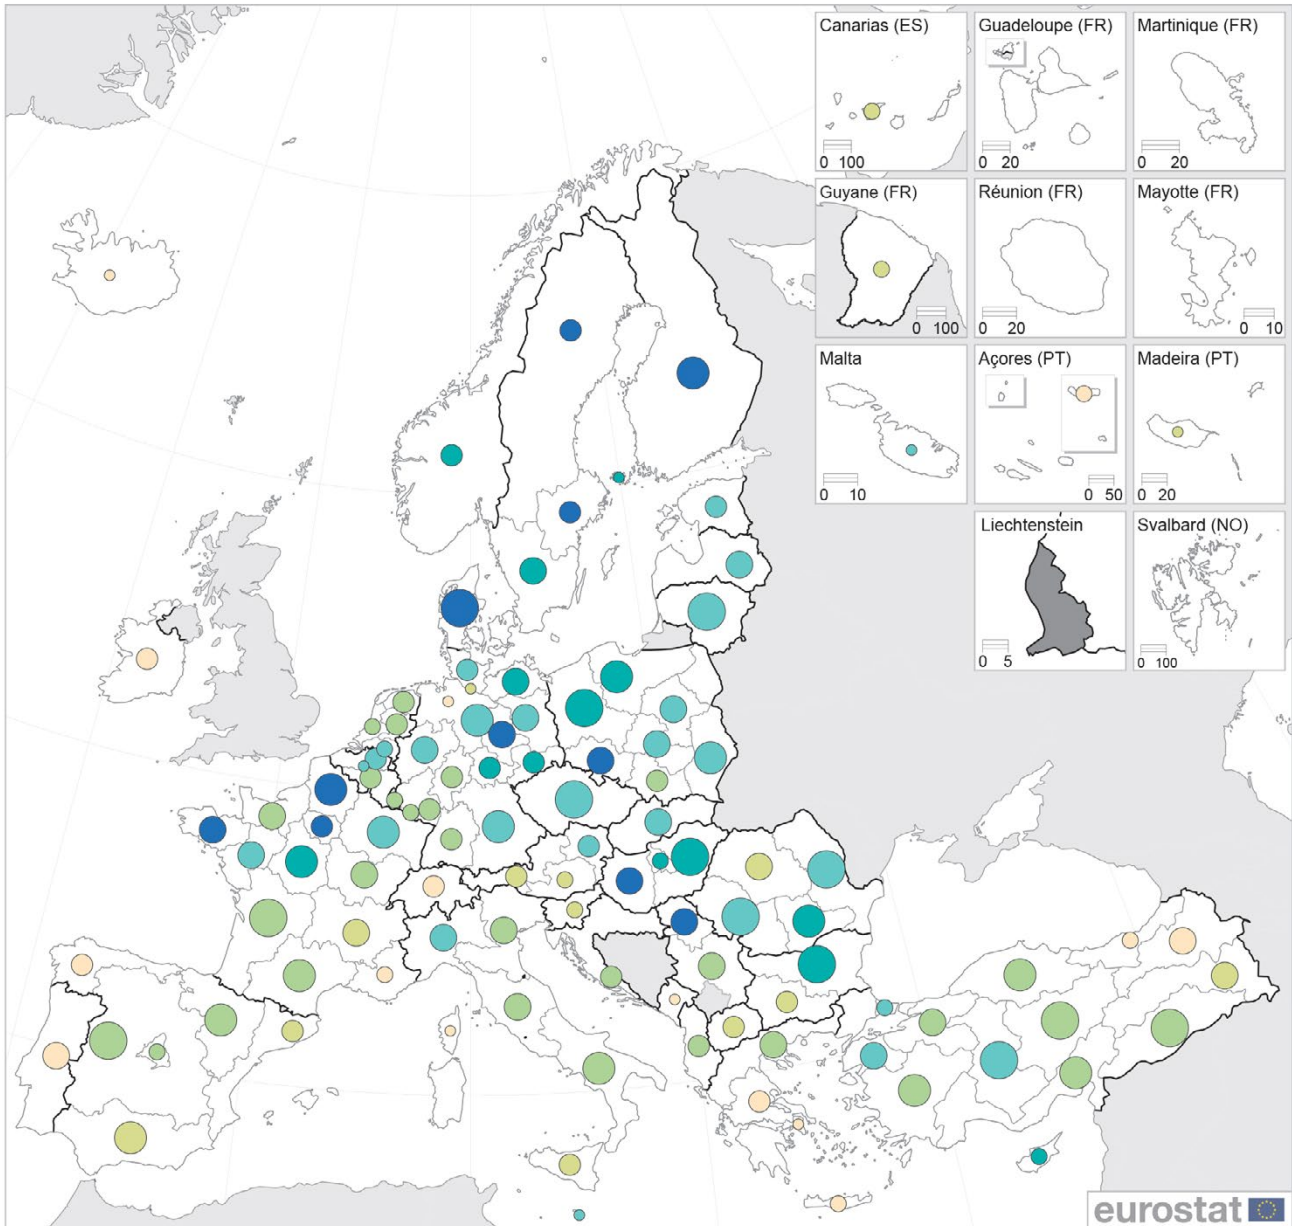 Canarias (ES)
0 100
Guadeloupe (FR)
0 20
Martinique (FR)
0 20
Guyane (FR)
0 100
Réunion (FR)
0 20
Mayotte (FR)
0 10
Malta
0 10
Açores (PT)
0 50
Madeira (PT)
0 20
Liechtenstein
0 5
Svalbard (NO)
0 100
eurostat